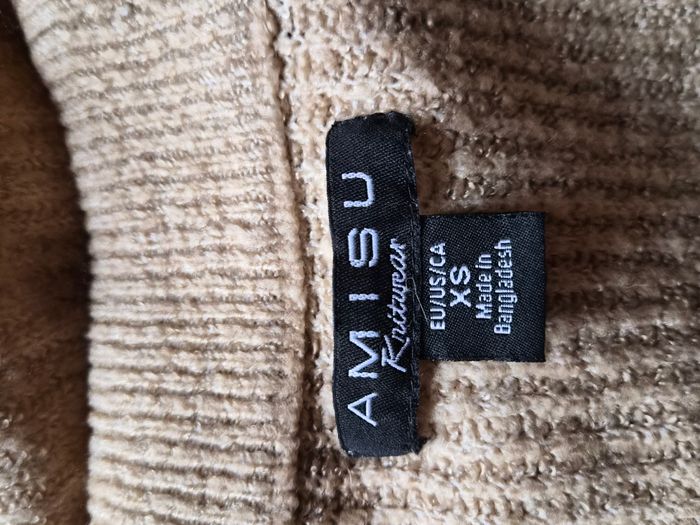 AMISU
Knitwear
EU/US/CA
XS
Made in
Bangladesh